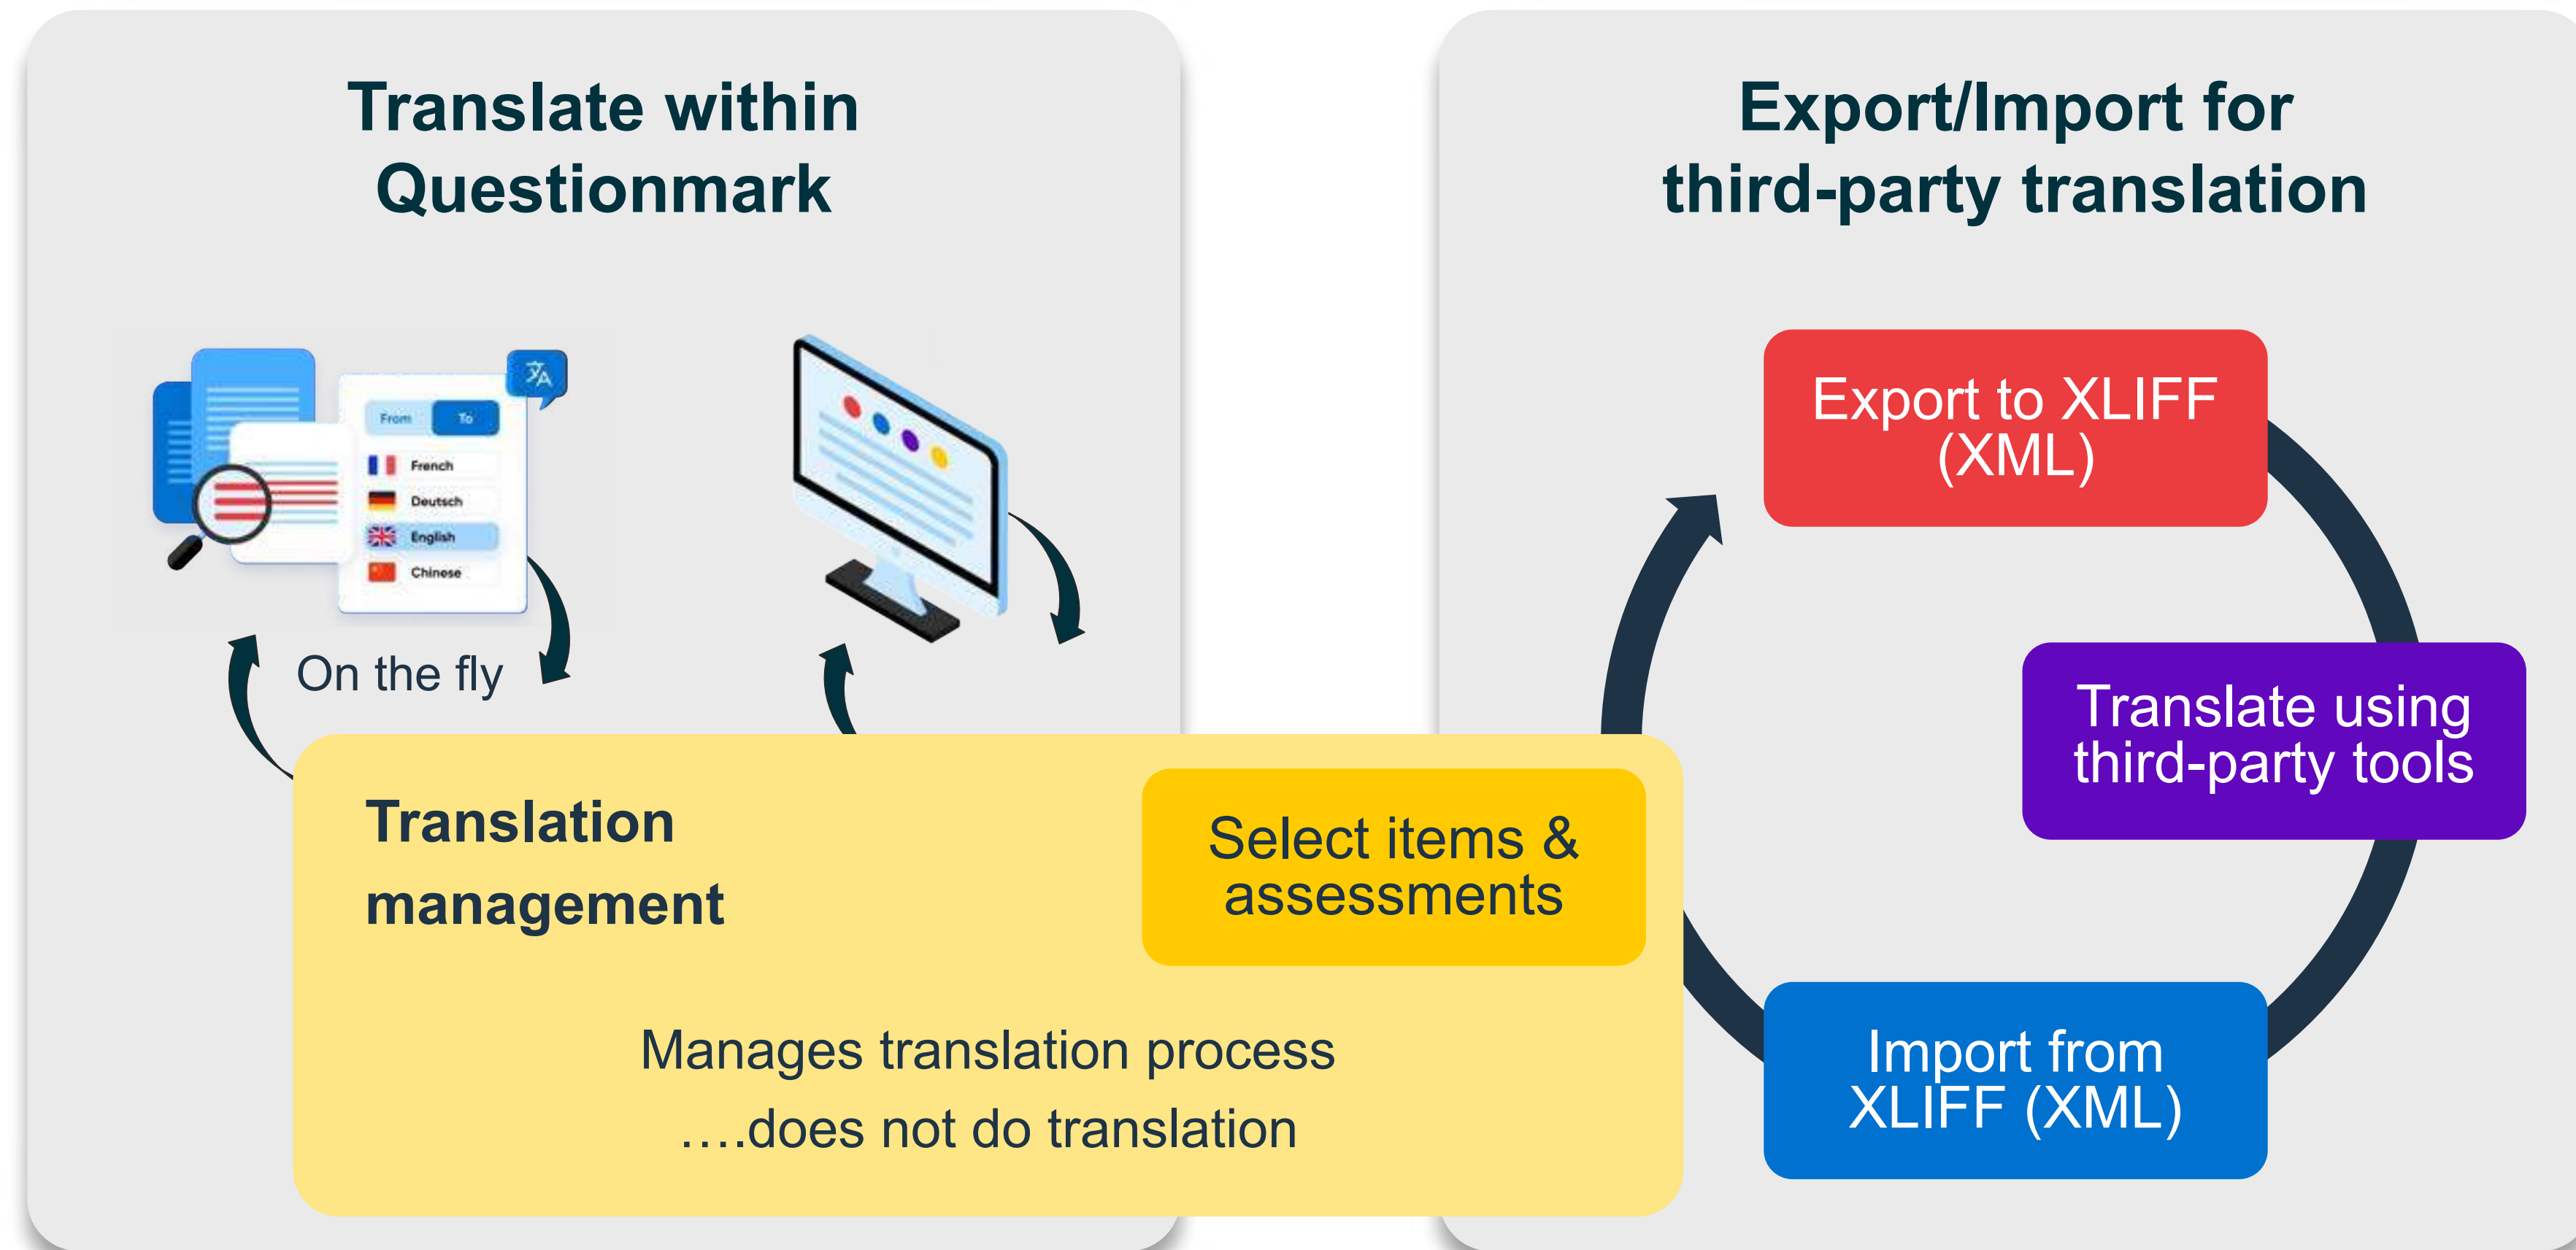 Translate within
Questionmark
From To
French
Deutsch
English
Chinese
文A
On the fly
Translation
management
Select items &
assessments
Manages translation process
....does not do translation
Export/Import for
third-party translation
Export to XLIFF
(XML)
Translate using
third-party tools
Import from
XLIFF (XML)